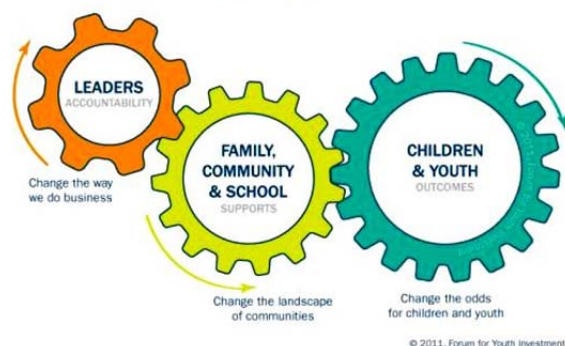 LEADERS
ACCOUNTABILITY
Change the way
we do business
FAMILY,
COMMUNITY
& SCHOOL
SUPPORTS
Change the landscape
of communities
CHILDREN
& YOUTH
OUTCOMES
Change the odds
for children and youth
© 2011, Forum for Youth Investment